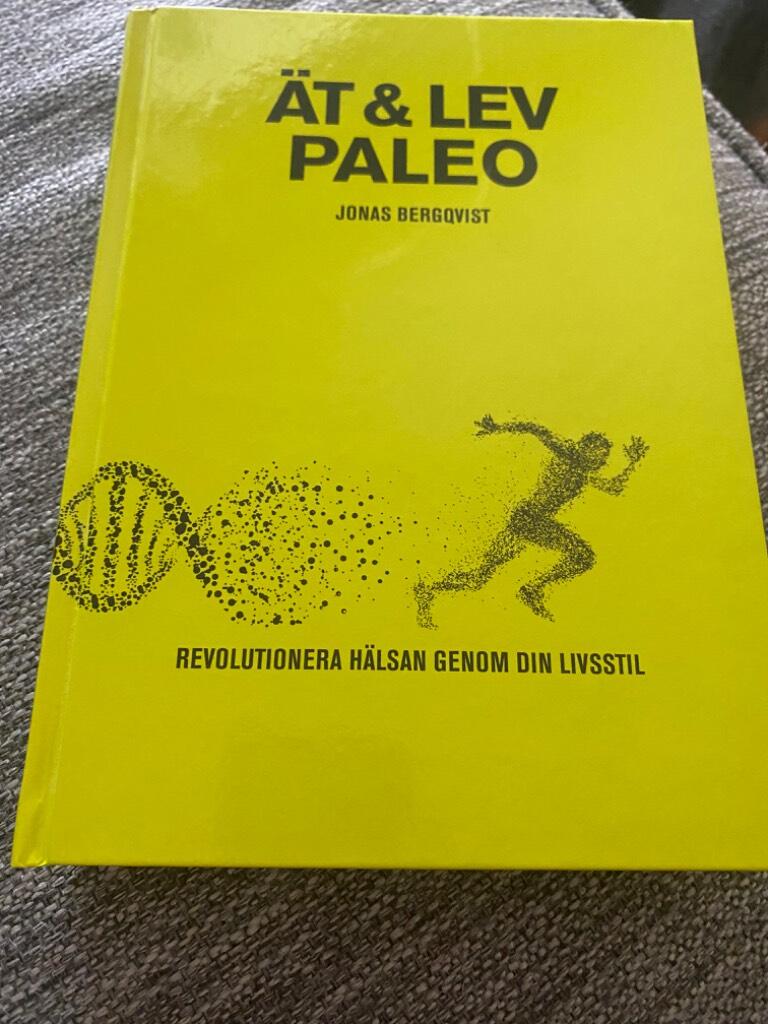 ÄT & LEV
PALEO
JONAS BERGQVIST
REVOLUTIONERA HÄLSAN GENOM DIN LIVSSTIL